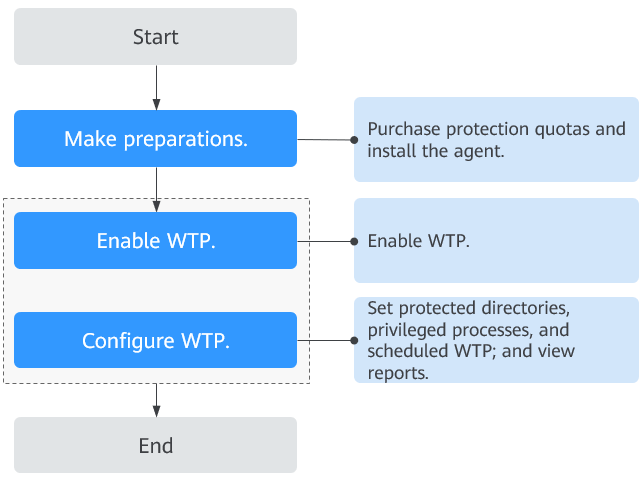 Start
Make preparations.
Purchase protection quotas and
install the agent.
Enable WTP.
Enable WTP.
Configure WTP.
Set protected directories,
privileged processes, and
scheduled WTP; and view
reports.
End